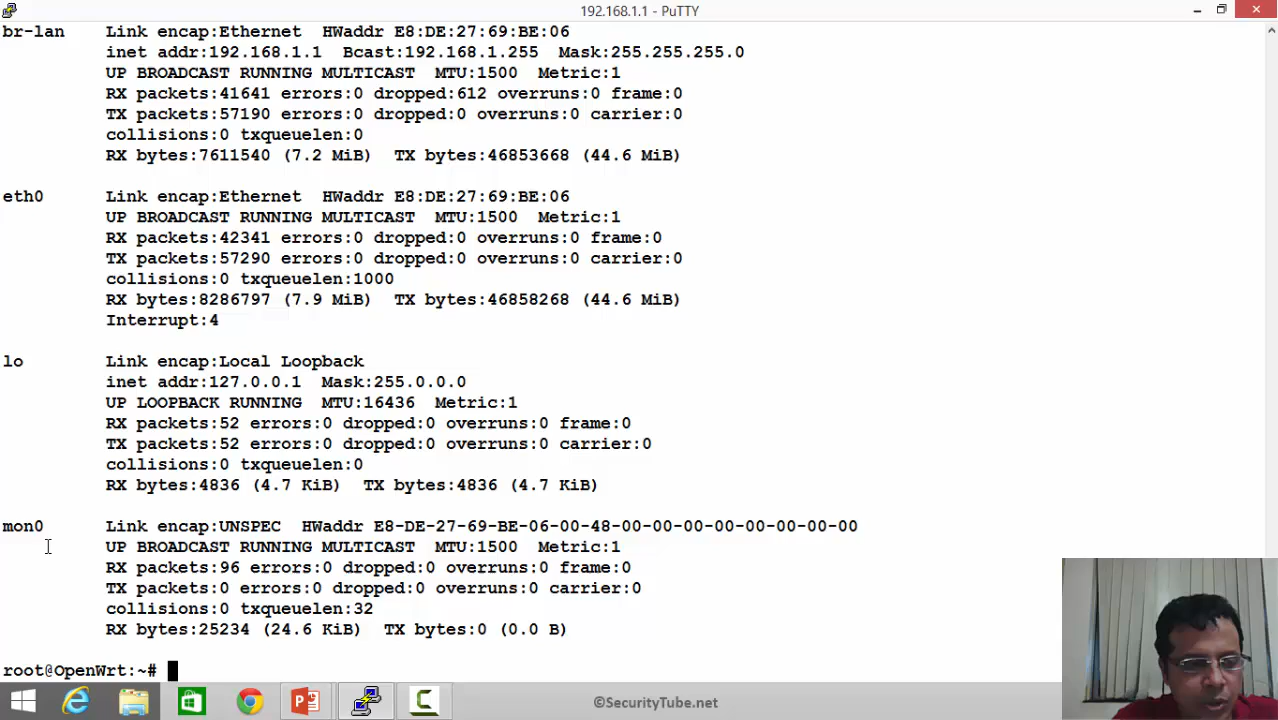 192.168.1.1 - PuTTY
br-lan Link encap:Ethernet HWaddr E8:DE:27:69:BE:06
inet addr:192.168.1.1 Bcast:192.168.1.255 Mask:255.255.255.0
UP BROADCAST RUNNING MULTICAST MTU:1500 Metric:1
RX packets:41641 errors:0 dropped:612 overruns:0 frame:0
TX packets:57190 errors:0 dropped:0 overruns:0 carrier:0
collisions:0 txqueuelen:0
RX bytes:7611540 (7.2 MiB) TX bytes:46853668 (44.6 MiB)
eth0 Link encap:Ethernet HWaddr E8:DE:27:69:BE:06
UP BROADCAST RUNNING MULTICAST MTU:1500 Metric:1
RX packets:42341 errors:0 dropped:0 overruns:0 frame:0
TX packets:57290 errors:0 dropped:0 overruns:0 carrier:0
collisions:0 txqueuelen:1000
RX bytes:8286797 (7.9 MiB) TX bytes:46858268 (44.6 MiB)
Interrupt:4
lo Link encap:Local Loopback
inet addr:127.0.0.1 Mask:255.0.0.0
UP LOOPBACK RUNNING MTU:16436 Metric:1
RX packets:52 errors:0 dropped:0 overruns:0 frame:0
TX packets:52 errors:0 dropped:0 overruns:0 carrier:0
collisions:0 txqueuelen:0
RX bytes:4836 (4.7 KiB) TX bytes:4836 (4.7 KiB)
mon0 Link encap:UNSPEC HWaddr E8-DE-27-69-BE-06-00-48-00-00-00-00-00-00-00-00
UP BROADCAST RUNNING MULTICAST MTU:1500 Metric:1
RX packets:96 errors:0 dropped:0 overruns:0 frame:0
TX packets:0 errors:0 dropped:0 overruns:0 carrier:0
collisions:0 txqueuelen:32
RX bytes:25234 (24.6 KiB) TX bytes:0 (0.0 B)
root@OpenWrt:~#
©SecurityTube.net